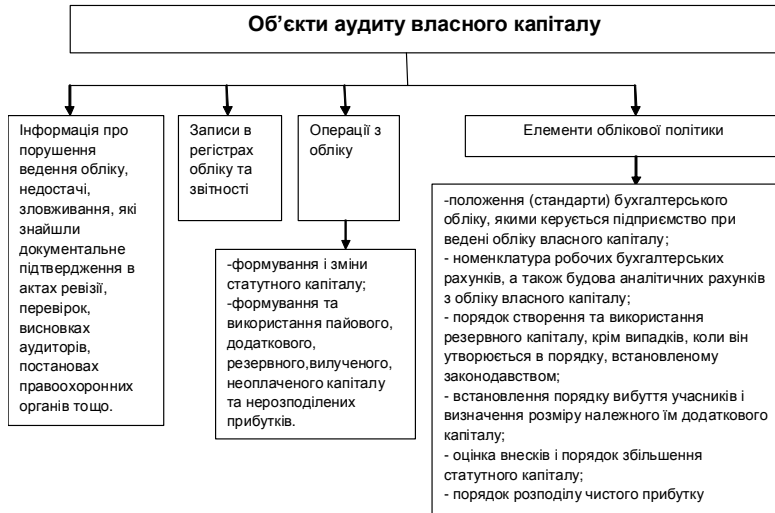 Об’єкти аудиту власного капіталу
Інформація про
порушення
ведення обліку,
недостачі,
зловживання, які
знайшли
документальне
підтвердження в
актах ревізії,
перевірок,
висновках
аудиторів,
постановах
правоохоронних
органів тощо.
Записи в
регістрах
обліку та
звітності
Операції з
обліку
-формування і зміни
статутного капіталу;
-формування та
використання пайового,
додаткового,
резервного,вилученого,
неоплаченого капіталу
та нерозподілених
прибутків.
Елементи облікової політики
-положення (стандарти) бухгалтерського
обліку, якими керується підприємство при
ведені обліку власного капіталу;
- номенклатура робочих бухгалтерських
рахунків, а також будова аналітичних рахунків
з обліку власного капіталу;
- порядок створення та використання
резервного капіталу, крім випадків, коли він
утворюється в порядку, встановленому
законодавством;
- встановлення порядку вибуття учасників і
визначення розміру належного їм додаткового
капіталу;
- оцінка внесків і порядок збільшення
статутного капіталу;
- порядок розподілу чистого прибутку